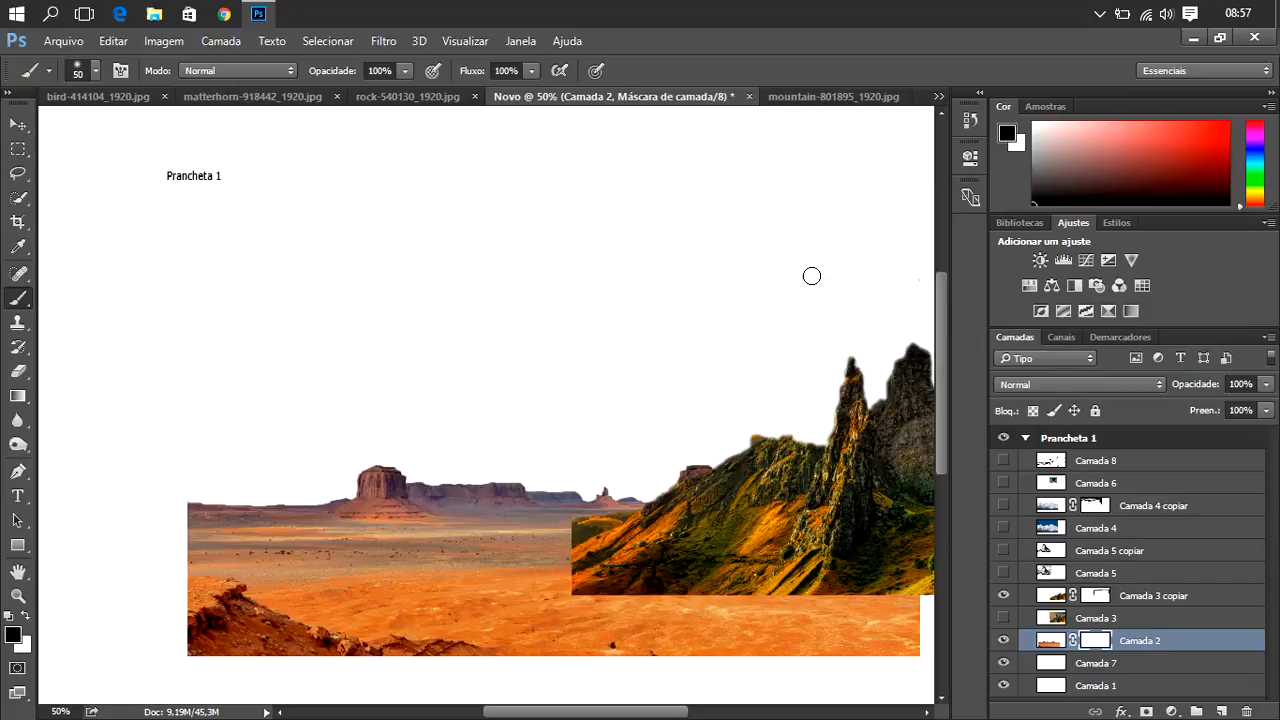 08:57
Ps Arquivo Editar Imagem Camada Texto Selecionar Filtro 3D Visualizar Janela Ajuda
50 Modo: Normal Opacidade: 100% Fluxo: 100% Essenciais
bird-414104_1920.jpg × matterhorn-918442_1920.jpg × rock-540130_1920.jpg × Novo @ 50% (Camada 2, Máscara de camada/8) * × mountain-801895_1920.jpg
Prancheta 1
Cor Amostras
Bibliotecas Ajustes Estilos
Adicionar um ajuste
Camadas Canais Demarcadores
Tipo
Normal Opacidade: 100%
Bloq.: Preen.: 100%
Prancheta 1
Camada 8
Camada 6
Camada 4 copiar
Camada 4
Camada 5 copiar
Camada 5
Camada 3 copiar
Camada 3
Camada 2
Camada 7
Camada 1
50% Doc: 9,19M/45,3M